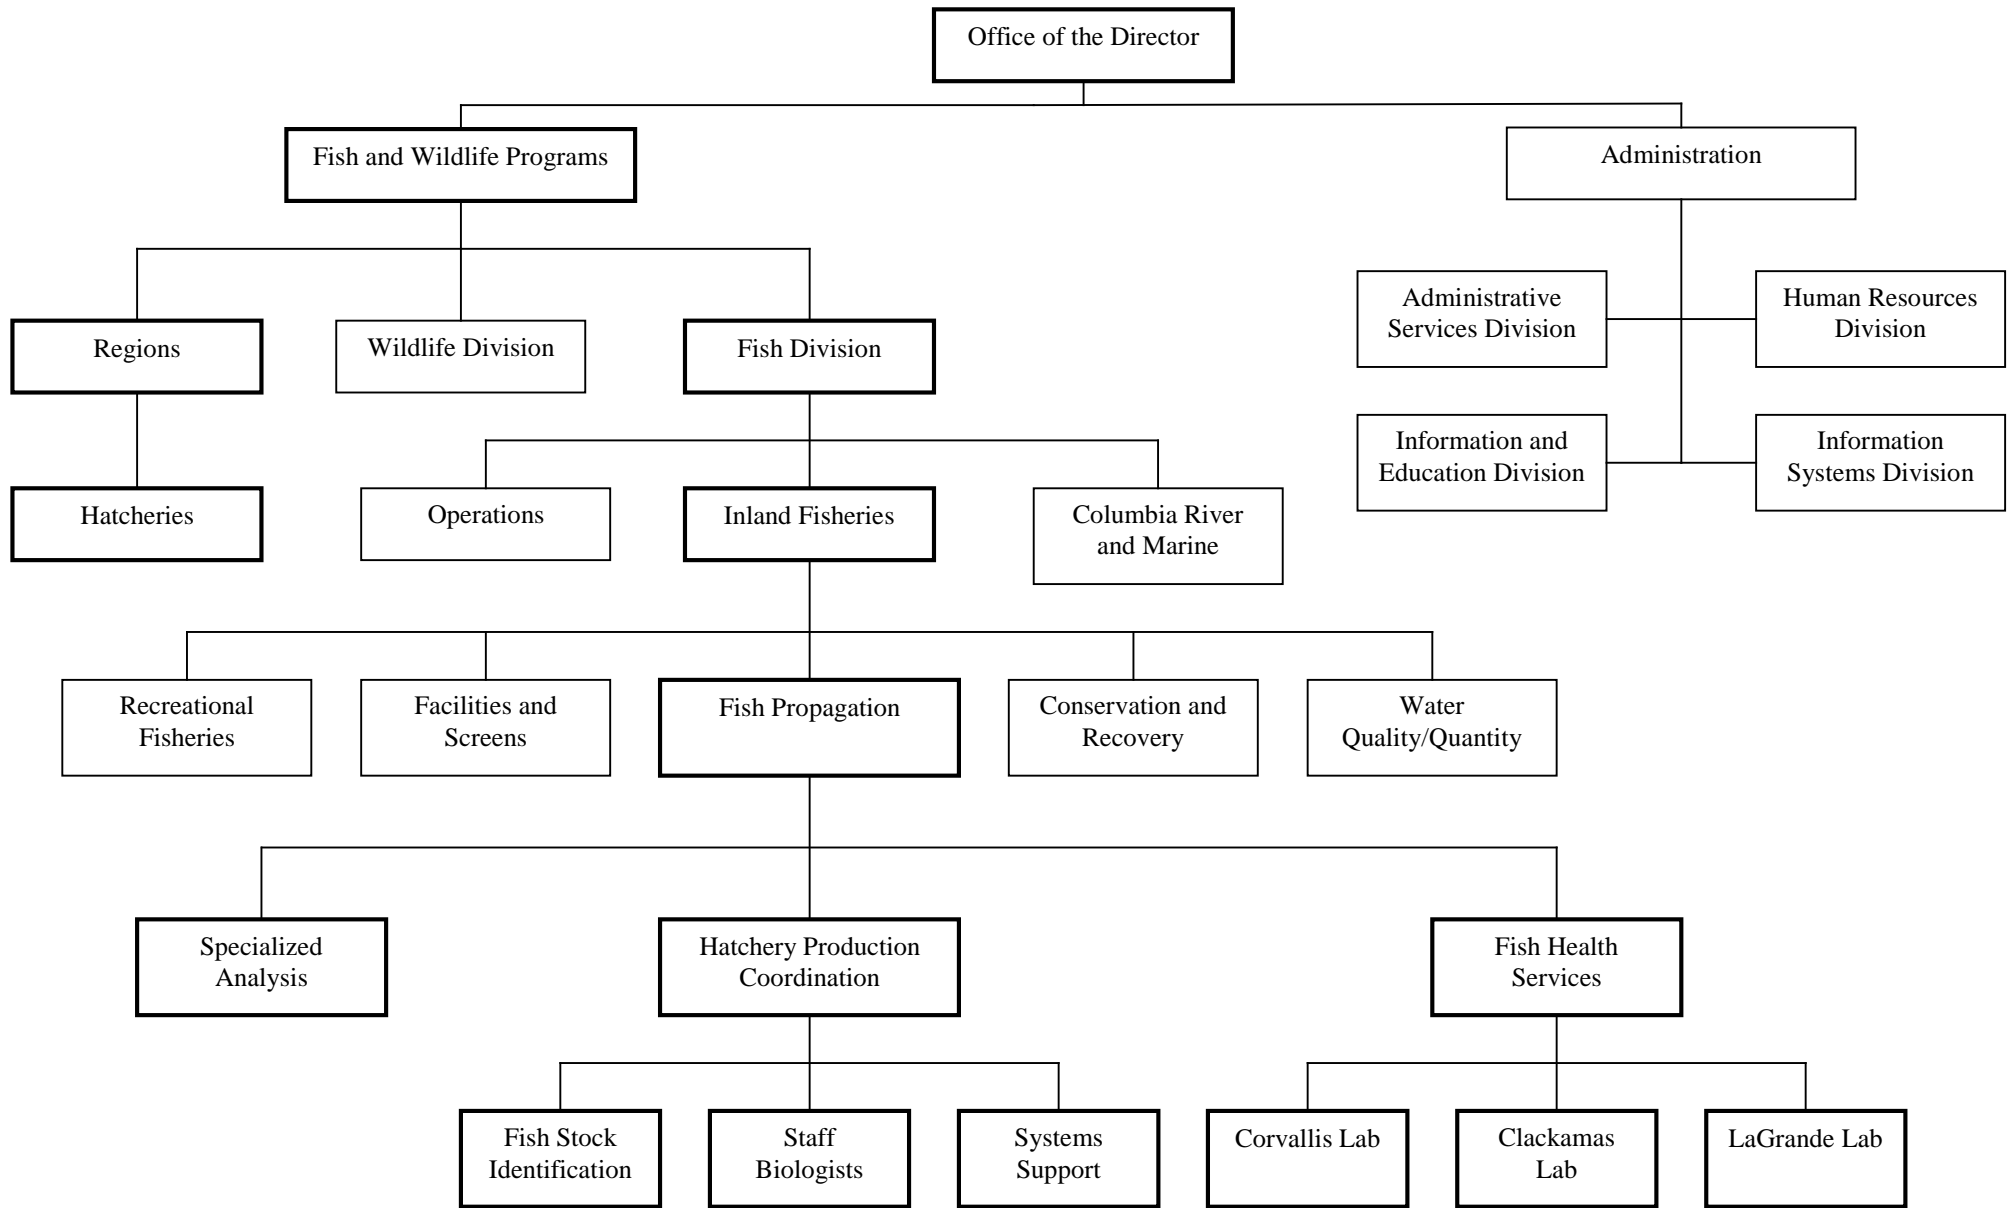 Office of the Director
Fish and Wildlife Programs
Administration
Administrative
Services Division
Human Resources
Division
Regions
Wildlife Division
Fish Division
Information and
Education Division
Information
Systems Division
Hatcheries
Operations
Inland Fisheries
Columbia River
and Marine
Recreational
Fisheries
Facilities and
Screens
Fish Propagation
Conservation and
Recovery
Water
Quality/Quantity
Specialized
Analysis
Hatchery Production
Coordination
Fish Health
Services
Fish Stock
Identification
Staff
Biologists
Systems
Support
Corvallis Lab
Clackamas
Lab
LaGrande Lab